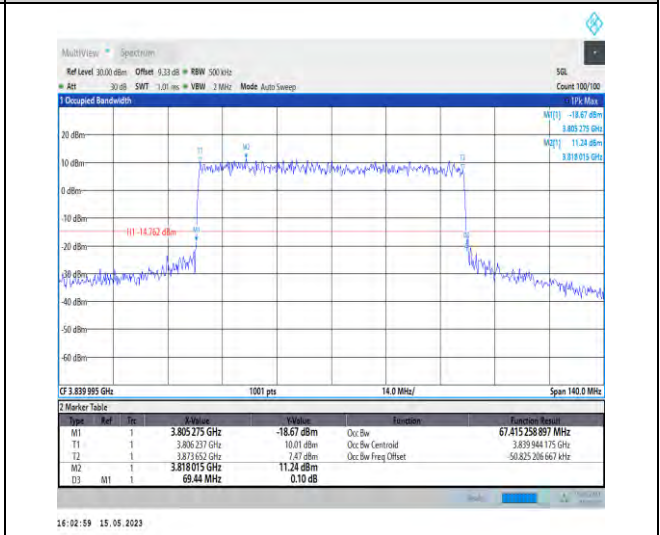 MultiView Spectrum
Ref Level 30.00 dBm Offset 9.33 dB RBW 500 kHz SGL
Att 30 dB SWT 1.01 ms VBW 2 MHz Mode Auto Sweep Count 100/100
1 Occupied Bandwidth 1Pk Max
M1[1] -18.67 dBm
3.805 275 GHz
M2[1] 11.24 dBm
3.818 015 GHz
20 dBm
10 dBm
0 dBm
-10 dBm
H1 -14.762 dBm
-20 dBm
-30 dBm
-40 dBm
-50 dBm
-60 dBm
T1
M2
T2
M1
CF 3.839 995 GHz 1001 pts 14.0 MHz/ Span 140.0 MHz
2 Marker Table
Type Ref Trc X-Value Y-Value Function Function Result
M1 1 3.805 275 GHz -18.67 dBm Occ Bw 67.415 258 897 MHz
T1 1 3.806 237 GHz 10.01 dBm Occ Bw Centroid 3.839 944 175 GHz
T2 1 3.873 652 GHz 7.47 dBm Occ Bw Freq Offset -50.825 206 667 kHz
M2 1 3.818 015 GHz 11.24 dBm
D3 M1 1 69.44 MHz 0.10 dB
16:02:59 15.05.2023